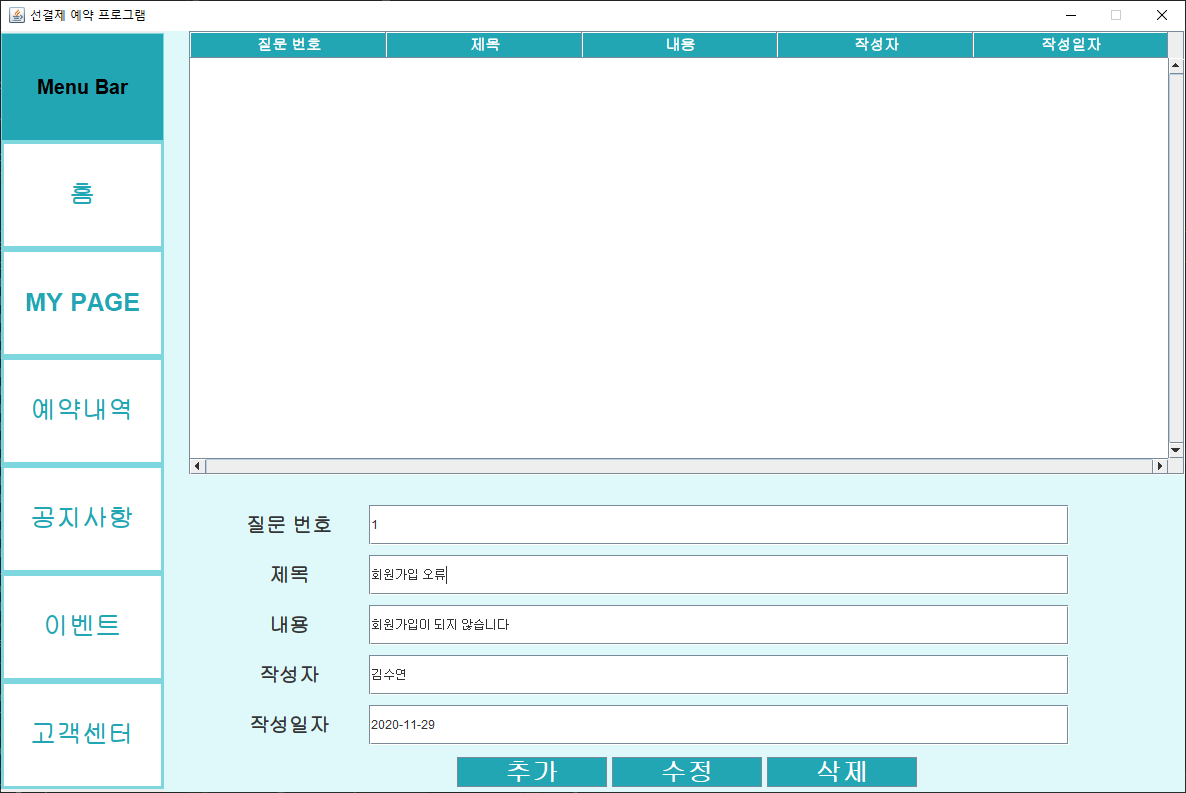 선결제 예약 프로그램
Menu Bar
홈
MY PAGE
예약내역
공지사항
이벤트
고객센터
질문 번호 제목 내용 작성자 작성일자
질문 번호 1
제목 회원가입 오류
내용 회원가입이 되지 않습니다
작성자 김수연
작성일자 2020-11-29
추가 수정 삭제